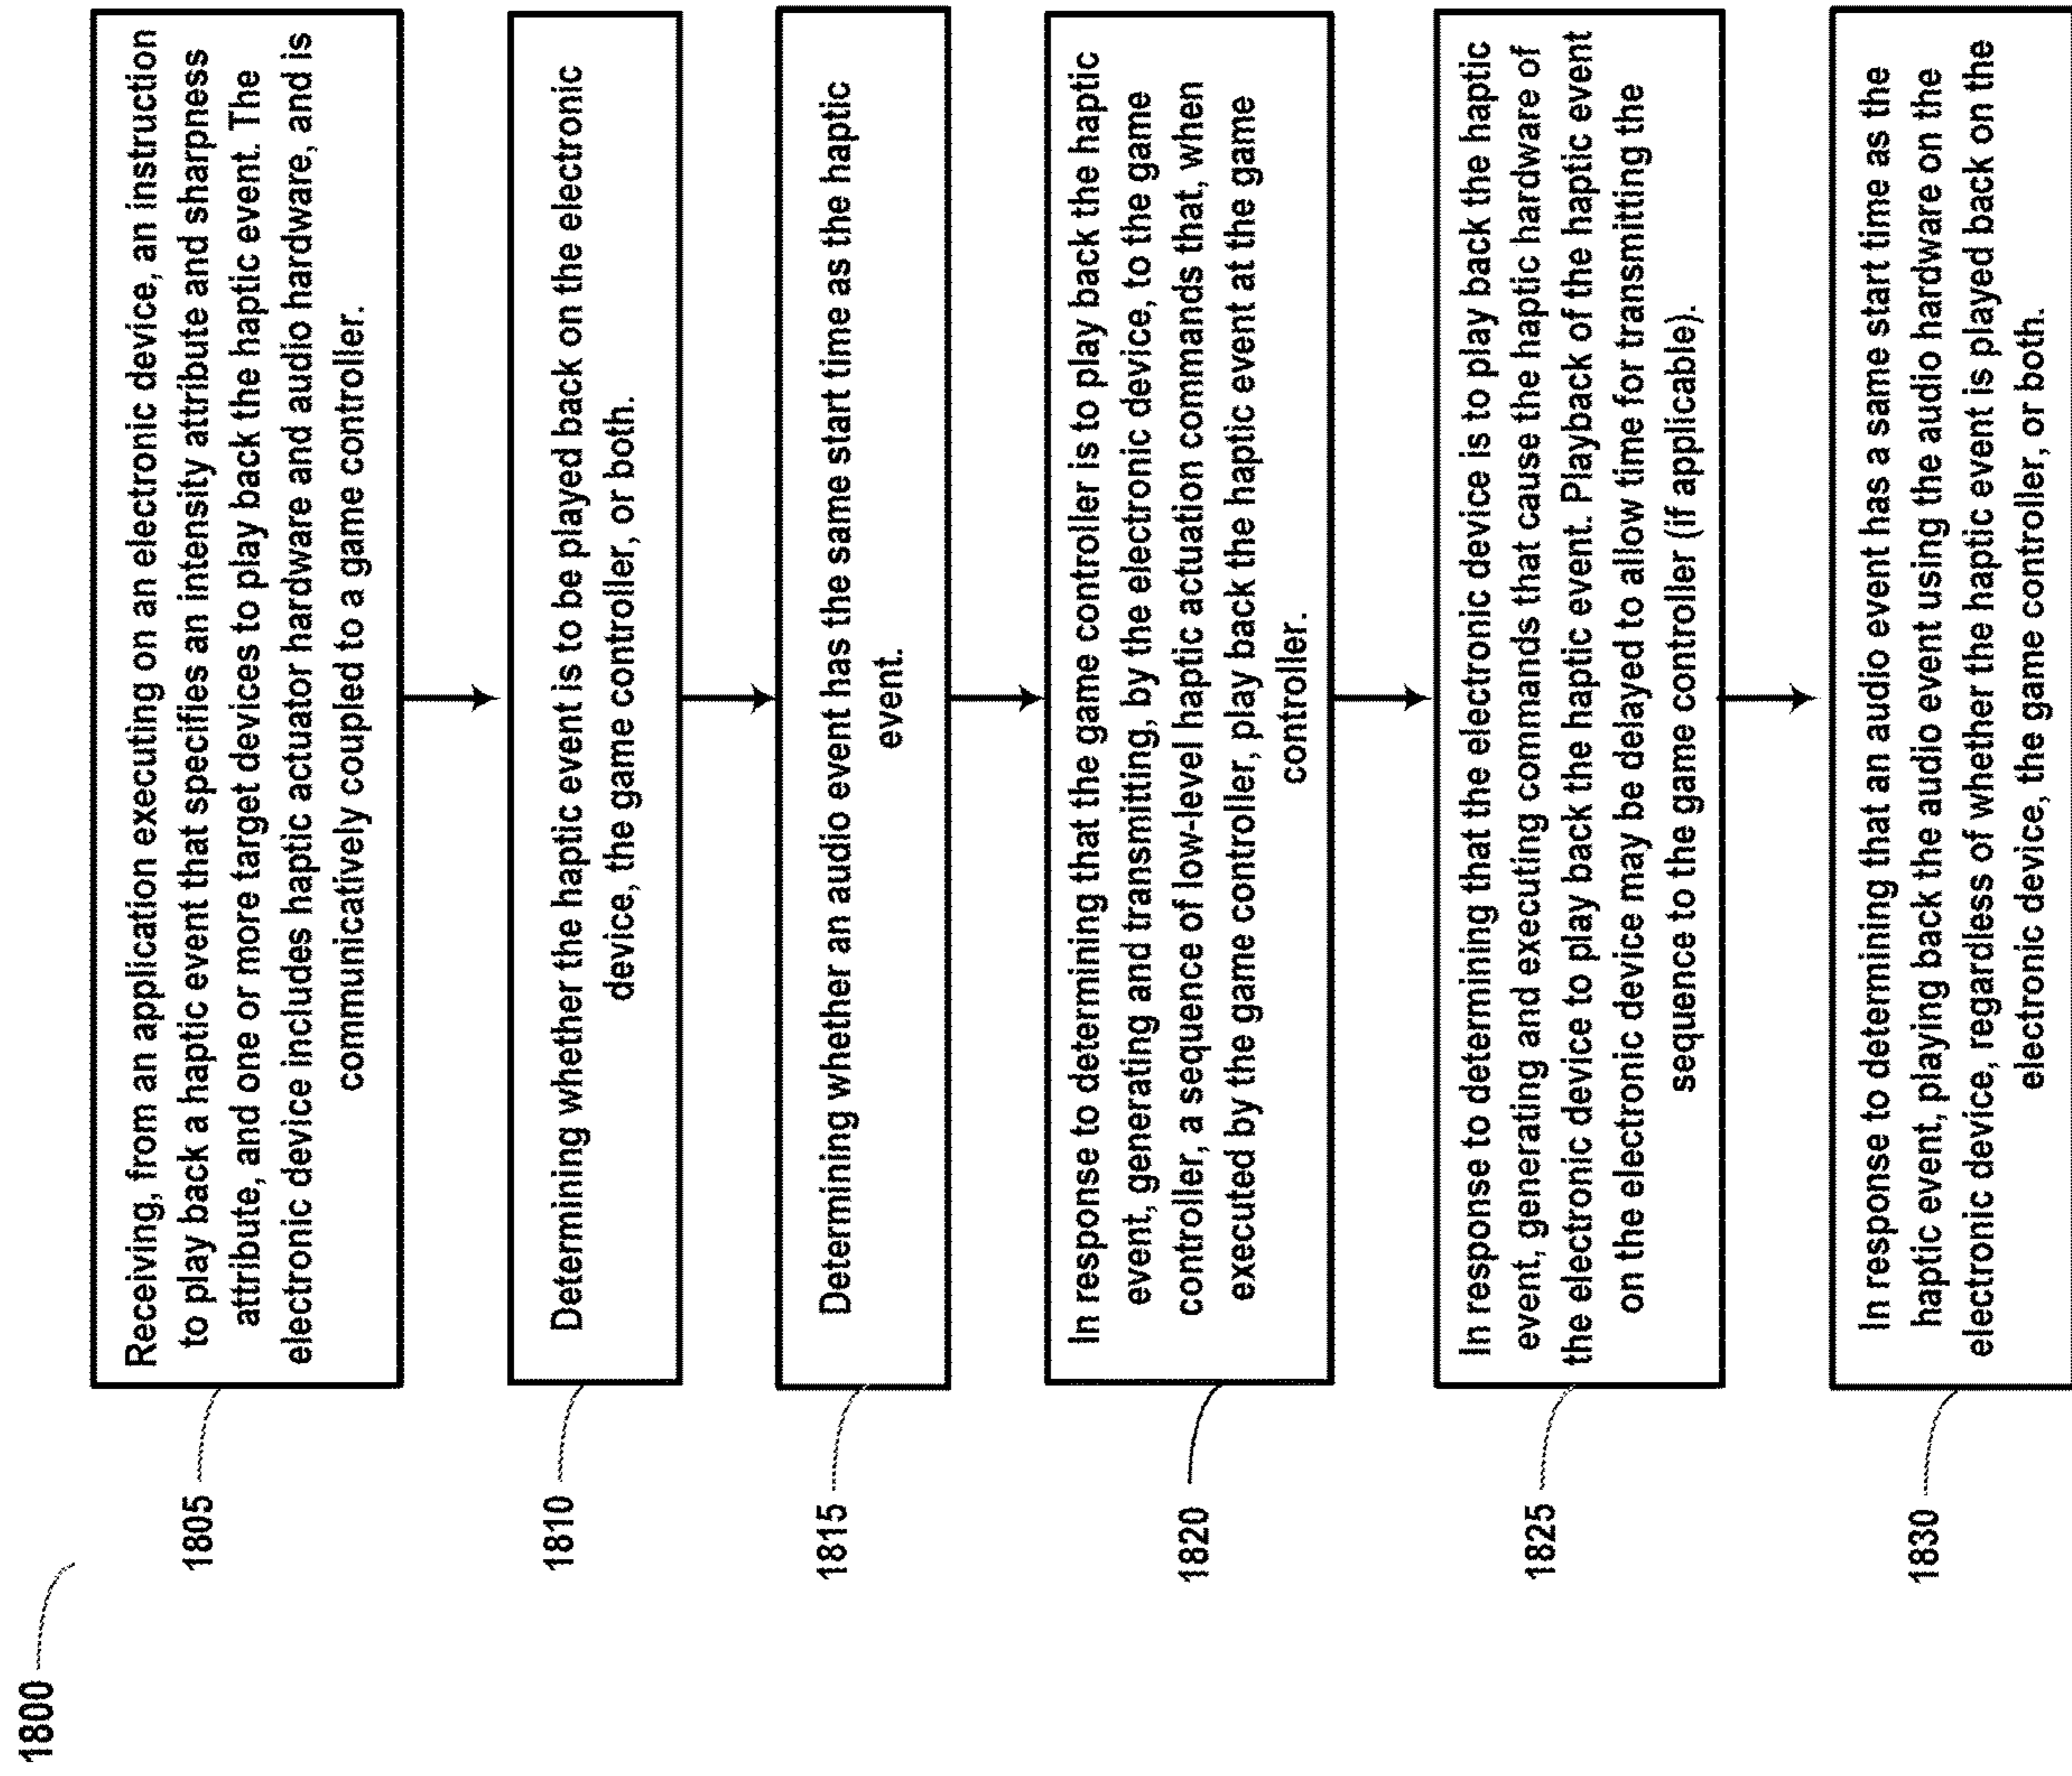 1800
1805
Receiving, from an application executing on an electronic device, an instruction
to play back a haptic event that specifies an intensity attribute and sharpness
attribute, and one or more target devices to play back the haptic event. The
electronic device includes haptic actuator hardware and audio hardware, and is
communicatively coupled to a game controller.
1810
Determining whether the haptic event is to be played back on the electronic
device, the game controller, or both.
1815
Determining whether an audio event has the same start time as the haptic
event.
1820
In response to determining that the game controller is to play back the haptic
event, generating and transmitting, by the electronic device, to the game
controller, a sequence of low-level haptic actuation commands that, when
executed by the game controller, play back the haptic event at the game
controller.
1825
In response to determining that the electronic device is to play back the haptic
event, generating and executing commands that cause the haptic hardware of
the electronic device to play back the haptic event. Playback of the haptic event
on the electronic device may be delayed to allow time for transmitting the
sequence to the game controller (if applicable).
1830
In response to determining that an audio event has a same start time as the
haptic event, playing back the audio event using the audio hardware on the
electronic device, regardless of whether the haptic event is played back on the
electronic device, the game controller, or both.